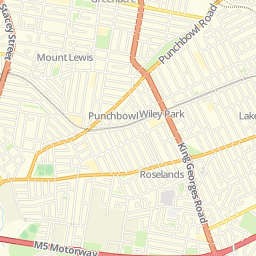 Greenacre
Stacey Street
Punchbowl Road
Mount Lewis
Punchbowl
Wiley Park
Lake
King Georges Road
Roselands
M5 Motorway